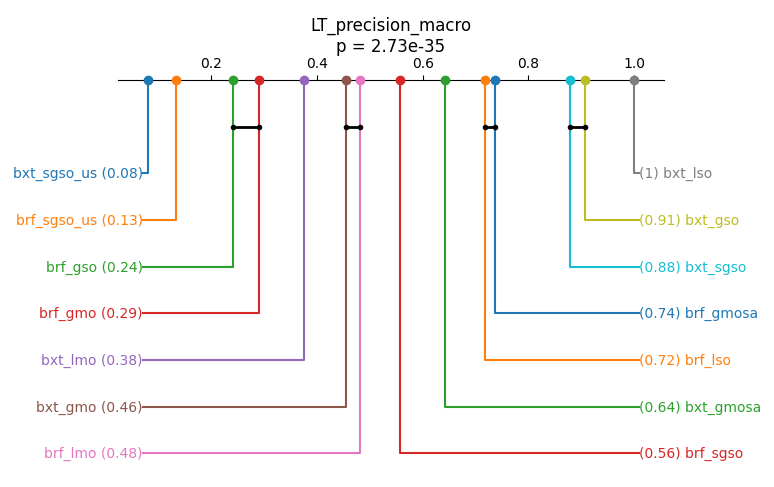 LT_precision_macro
p = 2.73e-35
0.2 0.4 0.6 0.8 1.0
bxt_sgso_us (0.08) (1) bxt_lso
brf_sgso_us (0.13) (0.91) bxt_gso
brf_gso (0.24) (0.88) bxt_sgso
brf_gmo (0.29) (0.74) brf_gmosa
bxt_lmo (0.38) (0.72) brf_lso
bxt_gmo (0.46) (0.64) bxt_gmosa
brf_lmo (0.48) (0.56) brf_sgso